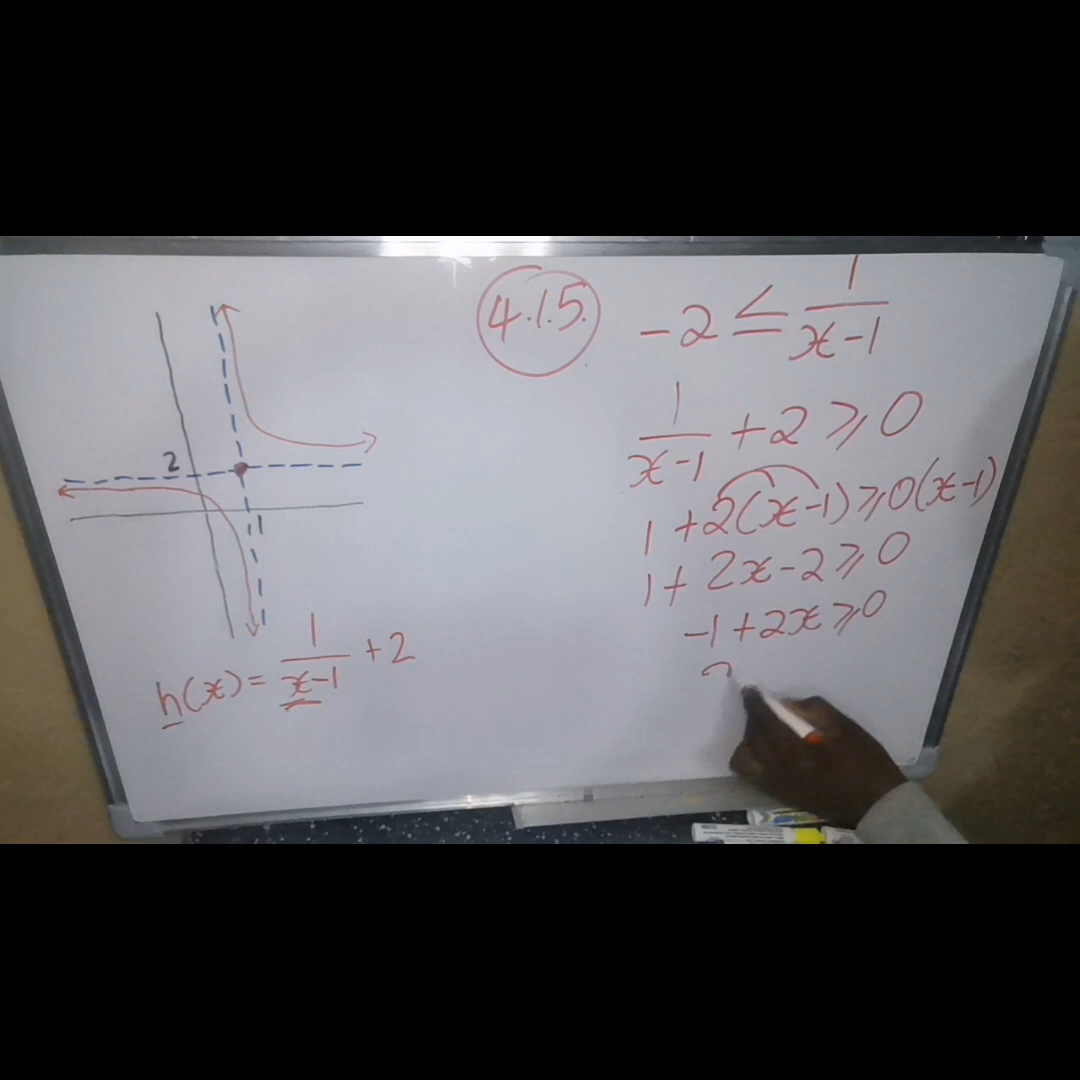 4.1.5.
-2 ≤ 1/(x-1)
1/(x-1) + 2 ≥ 0
1 + 2(x-1) ≥ 0(x-1)
1 + 2x - 2 ≥ 0
-1 + 2x ≥ 0
2
1
h(x) = 1/(x-1) + 2